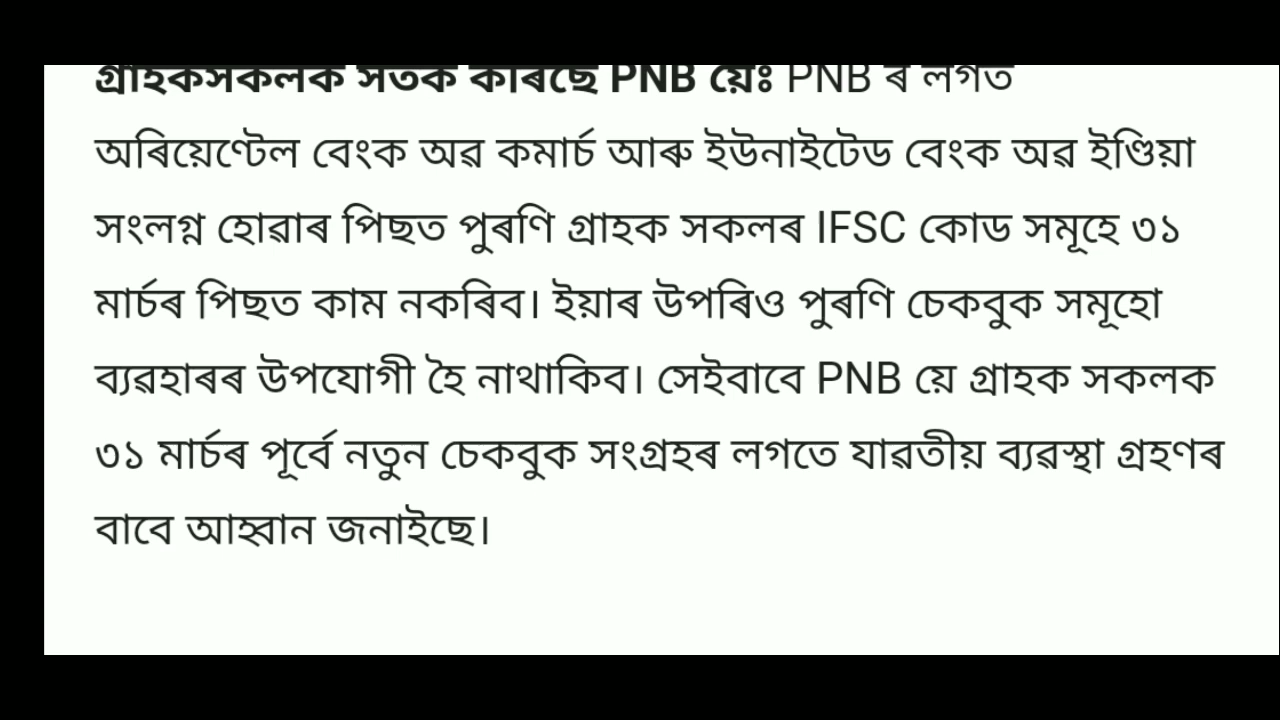 গ্ৰাহকসকলক সতৰ্ক কৰিছে PNB য়েঃ PNB ৰ লগত
অৰিয়েণ্টেল বেংক অৱ কমাৰ্চ আৰু ইউনাইটেড বেংক অৱ ইণ্ডিয়া
সংলগ্ন হোৱাৰ পিছত পুৰণি গ্ৰাহক সকলৰ IFSC কোড সমূহে ৩১
মাৰ্চৰ পিছত কাম নকৰিব। ইয়াৰ উপৰিও পুৰণি চেকবুক সমূহো
ব্যৱহাৰৰ উপযোগী হৈ নাথাকিব। সেইবাবে PNB য়ে গ্ৰাহক সকলক
৩১ মাৰ্চৰ পূৰ্বে নতুন চেকবুক সংগ্ৰহৰ লগতে যাৱতীয় ব্যৱস্থা গ্ৰহণৰ
বাবে আহ্বান জনাইছে।